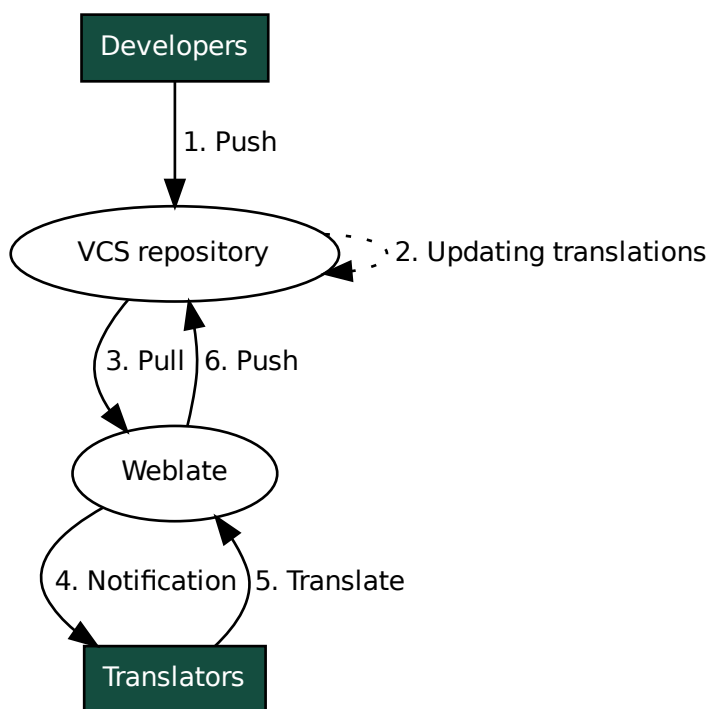 Developers
1. Push
VCS repository
2. Updating translations
3. Pull
6. Push
Weblate
4. Notification
5. Translate
Translators